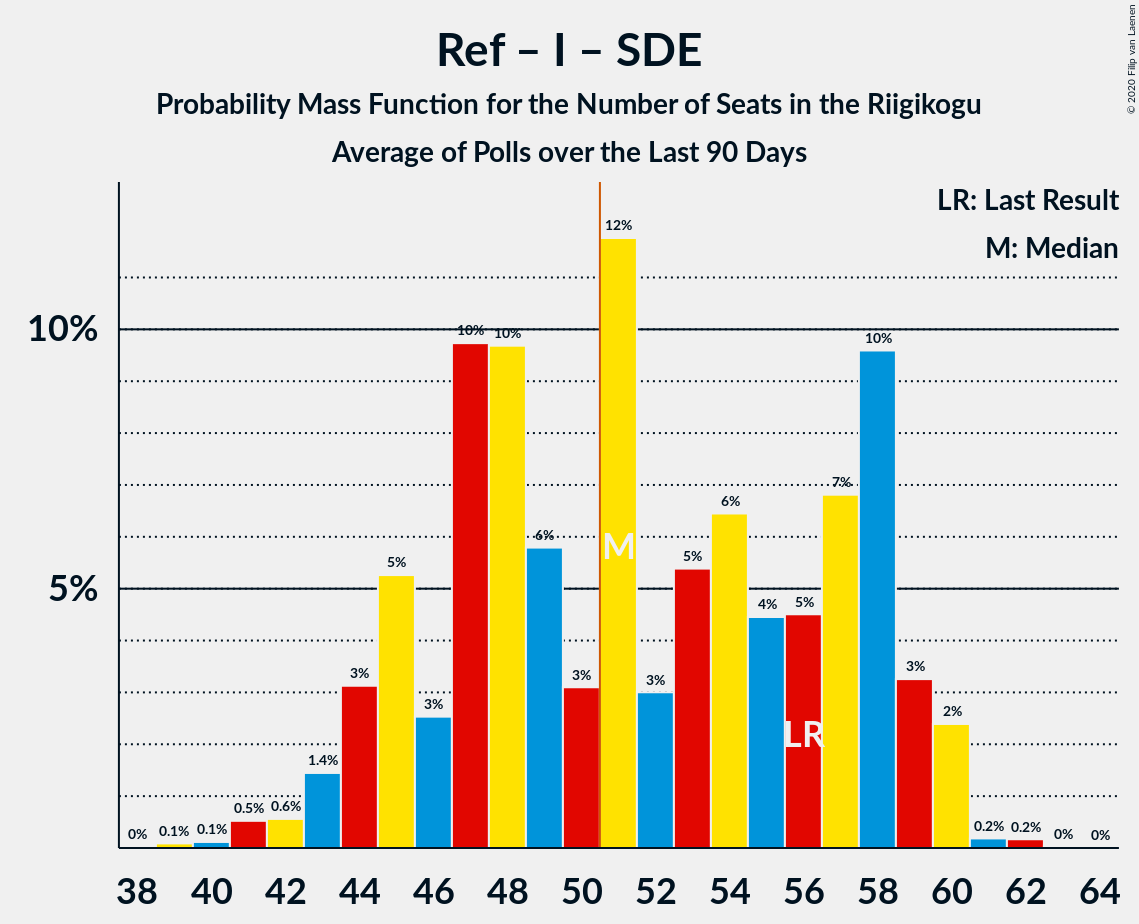 Ref – I – SDE
Probability Mass Function for the Number of Seats in the Riigikogu
Average of Polls over the Last 90 Days
© 2020 Filip van Laenen
LR: Last Result
M: Median
10%
5%
0% 0.1% 0.1% 0.5% 0.6% 1.4% 3% 5% 3% 10% 10% 6% 3% 12% 3% 5% 6% 4% 5% 7% 10% 3% 2% 0.2% 0.2% 0% 0%
M
LR
38 40 42 44 46 48 50 52 54 56 58 60 62 64